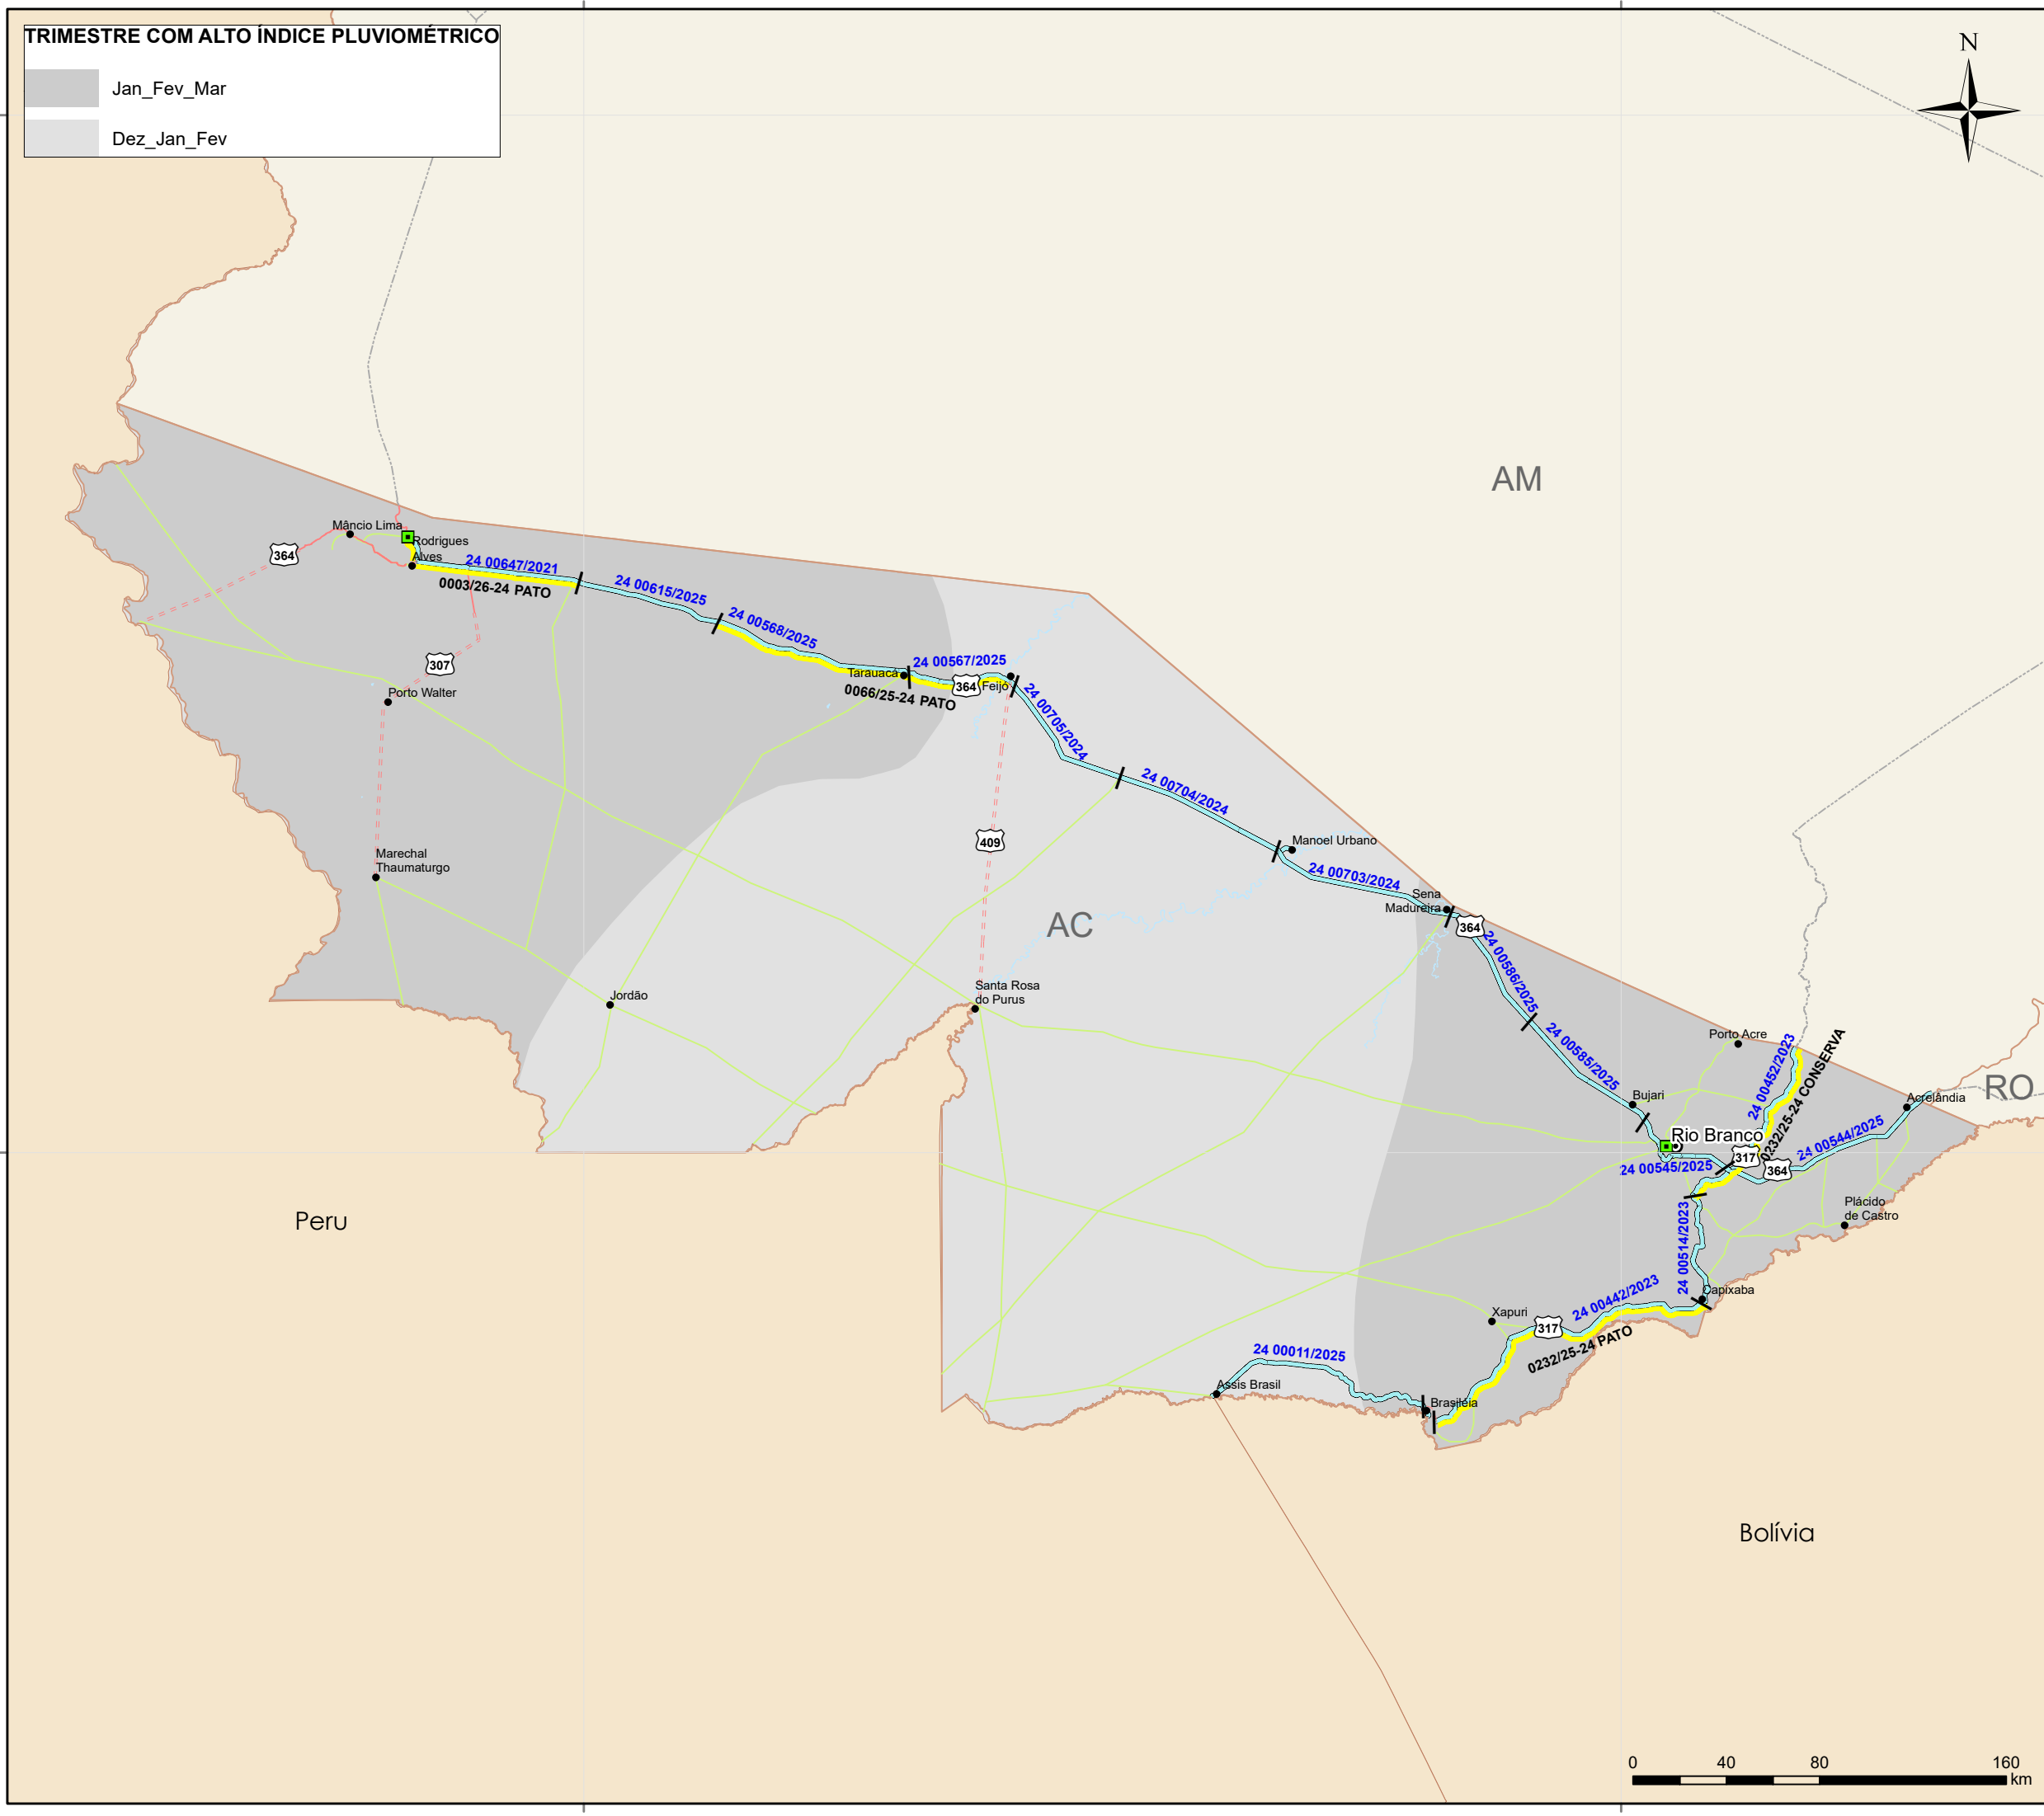 TRIMESTRE COM ALTO ÍNDICE PLUVIOMÉTRICO
Jan_Fev_Mar
Dez_Jan_Fev
N
AM
Mâncio Lima
Rodrigues
Alves
364
24 00647/2021
0003/26-24 PATO
24 00615/2025
24 00568/2025
24 00567/2025
Tarauacá
364
Feijó
0066/25-24 PATO
307
Porto Walter
24 00705/2024
24 00704/2024
409
Manoel Urbano
Marechal
Thaumaturgo
24 00703/2024
Sena
Madureira
AC
364
24 00586/2025
Santa Rosa
do Purus
Jordão
24 00585/2025
Porto Acre
24 00452/2023
0232/25-24 CONSERVA
RO
Bujari
Acrelândia
Rio Branco
24 00544/2025
317
364
24 00545/2025
Plácido
de Castro
Peru
24 00514/2023
Capixaba
24 00442/2023
Xapuri
317
0232/25-24 PATO
24 00011/2025
Assis Brasil
Brasiléia
Bolívia
0 40 80 160
km